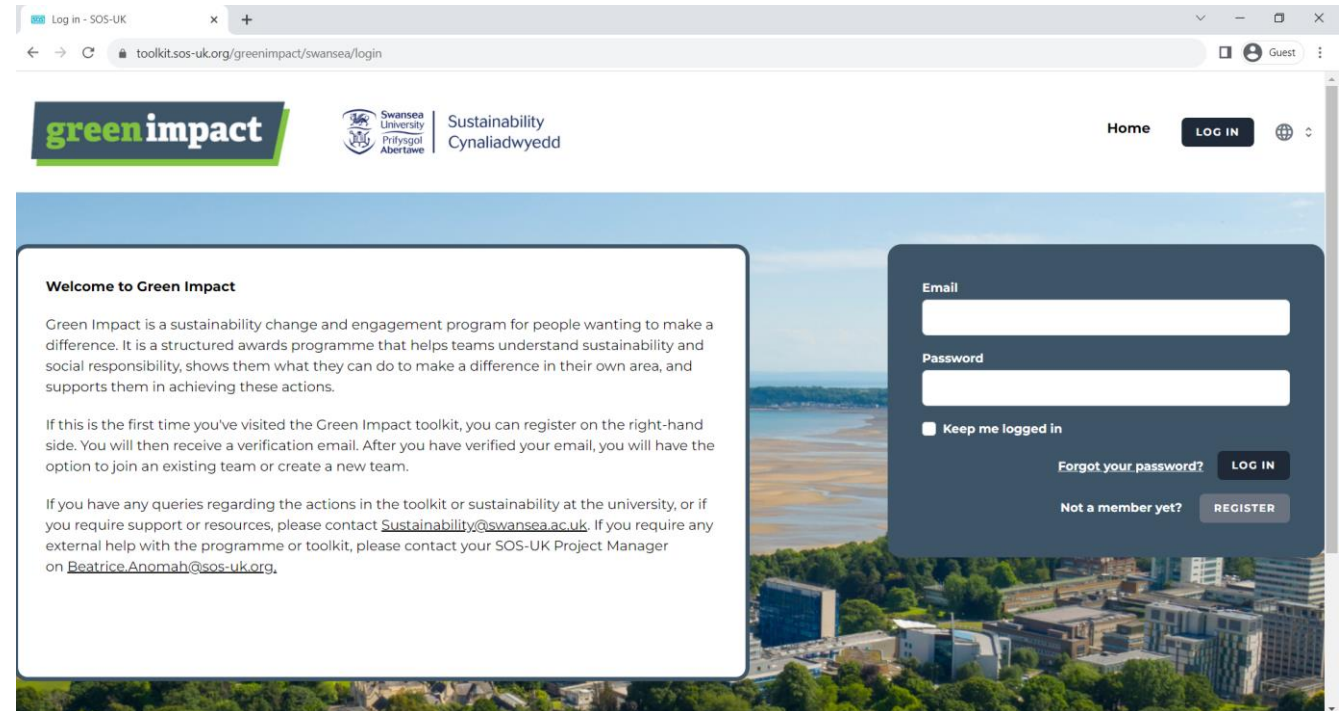 Log in - SOS-UK
toolkit.sos-uk.org/greenimpact/swansea/login
Guest
greenimpact
Swansea
University
Prifysgol
Abertawe
Sustainability
Cynaliadwyedd
Home
LOG IN
Welcome to Green Impact
Green Impact is a sustainability change and engagement program for people wanting to make a
difference. It is a structured awards programme that helps teams understand sustainability and
social responsibility, shows them what they can do to make a difference in their own area, and
supports them in achieving these actions.
If this is the first time you've visited the Green Impact toolkit, you can register on the right-hand
side. You will then receive a verification email. After you have verified your email, you will have the
option to join an existing team or create a new team.
If you have any queries regarding the actions in the toolkit or sustainability at the university, or if
you require support or resources, please contact Sustainability@swansea.ac.uk. If you require any
external help with the programme or toolkit, please contact your SOS-UK Project Manager
on Beatrice.Anomah@sos-uk.org.
Email
Password
Keep me logged in
Forgot your password? LOG IN
Not a member yet? REGISTER